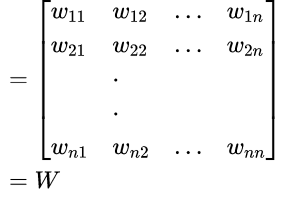 = [w₁₁ w₁₂ … w₁ₙ
w₂₁ w₂₂ … w₂ₙ
.
.
wₙ₁ wₙ₂ … wₙₙ]
= W